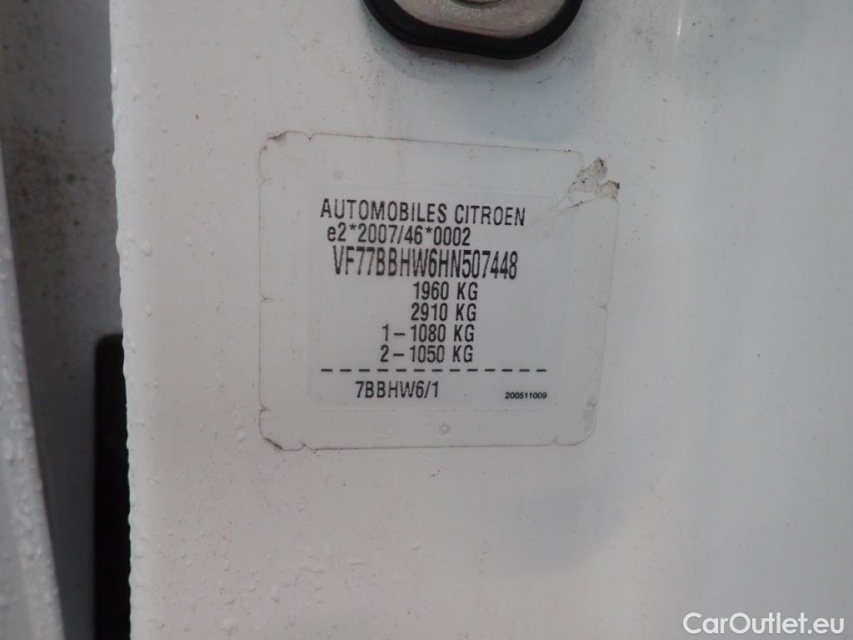 AUTOMOBILES CITROEN
e2*2007/46*0002
VF77BBHW6HN507448
1960 KG
2910 KG
1-1080 KG
2-1050 KG
7BBHW6/1
200511009
CarOutlet.eu